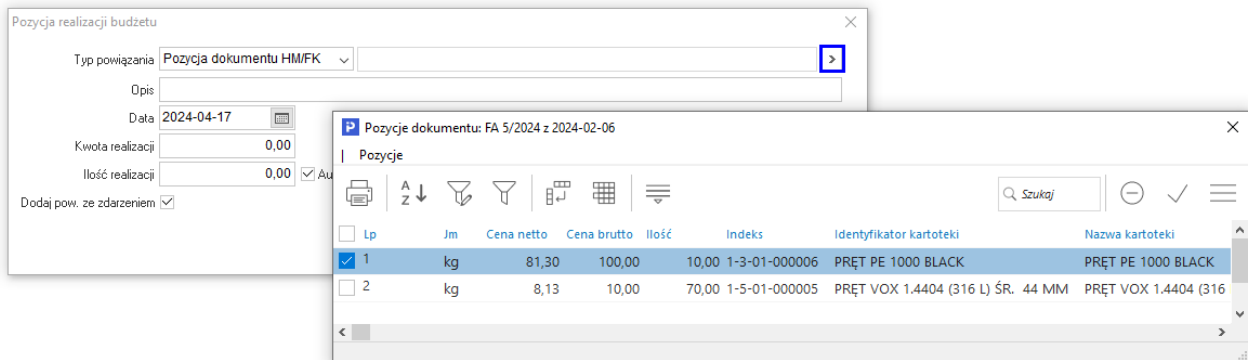 Pozycja realizacji budżetu
Typ powiązania Pozycja dokumentu HM/FK
Opis
Data 2024-04-17
Kwota realizacji 0,00
Ilość realizacji 0,00 Au
Dodaj pow. ze zdarzeniem
Pozycje dokumentu: FA 5/2024 z 2024-02-06
Pozycje
Szukaj
Lp Jm Cena netto Cena brutto Ilość Indeks Identyfikator kartoteki Nazwa kartoteki
1 kg 81,30 100,00 10,00 1-3-01-000006 PRĘT PE 1000 BLACK PRĘT PE 1000 BLACK
2 kg 8,13 10,00 70,00 1-5-01-000005 PRĘT VOX 1.4404 (316 L) ŚR. 44 MM PRĘT VOX 1.4404 (316